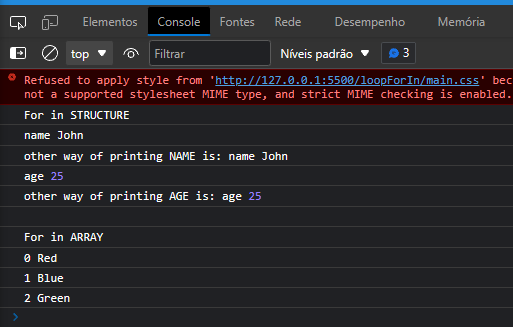 Elementos Console Fontes Rede Desempenho Memória
top Filtrar Níveis padrão 3
Refused to apply style from 'http://127.0.0.1:5500/loopForIn/main.css' bec
not a supported stylesheet MIME type, and strict MIME checking is enabled.
For in STRUCTURE
name John
other way of printing NAME is: name John
age 25
other way of printing AGE is: age 25
For in ARRAY
0 Red
1 Blue
2 Green